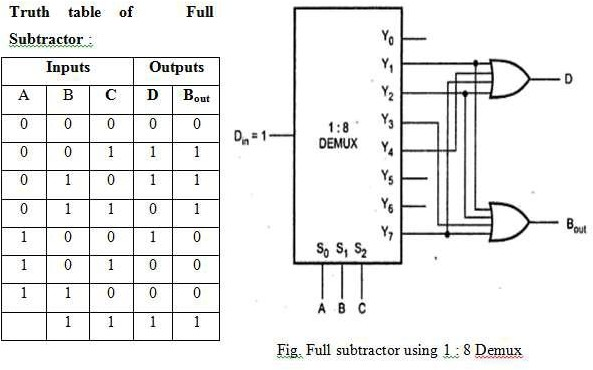 Truth table of Full
Subtractor :
Inputs Outputs
A B C D Bout
0 0 0 0 0
0 0 1 1 1
0 1 0 1 1
0 1 1 0 1
1 0 0 1 0
1 0 1 0 0
1 1 0 0 0
1 1 1 1
Y0
Y1
Y2
Y3
Y4
Y5
Y6
Y7
Din = 1
1 : 8
DEMUX
S0 S1 S2
A B C
D
Bout
Fig. Full subtractor using 1 : 8 Demux